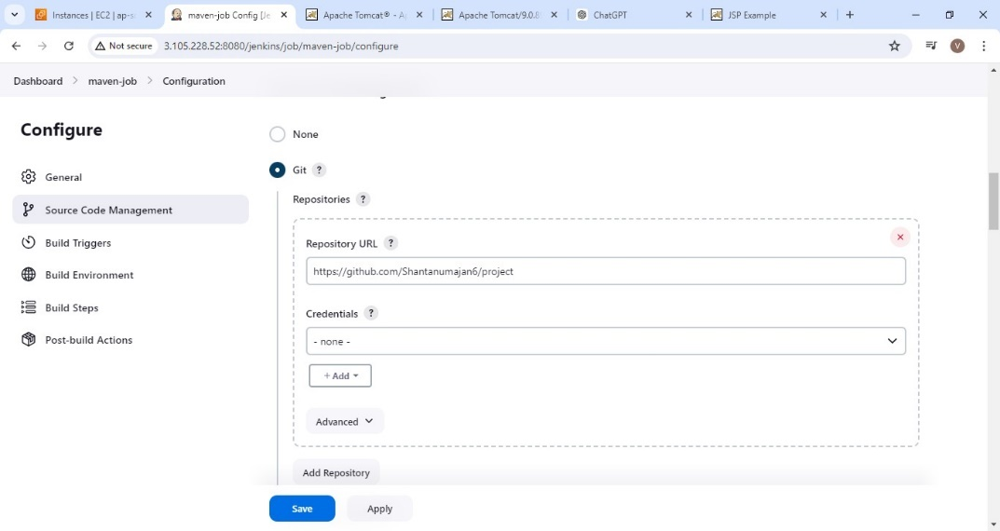 Instances | EC2 | ap-s
maven-job Config [Je
Apache Tomcat® - Ap
Apache Tomcat/9.0.8
ChatGPT
JSP Example
Not secure
3.105.228.52:8080/jenkins/job/maven-job/configure
V
Dashboard > maven-job > Configuration
Configure
General
Source Code Management
Build Triggers
Build Environment
Build Steps
Post-build Actions
None
Git ?
Repositories ?
Repository URL ?
https://github.com/Shantanumajan6/project
Credentials ?
- none -
+ Add
Advanced
Add Repository
Save
Apply